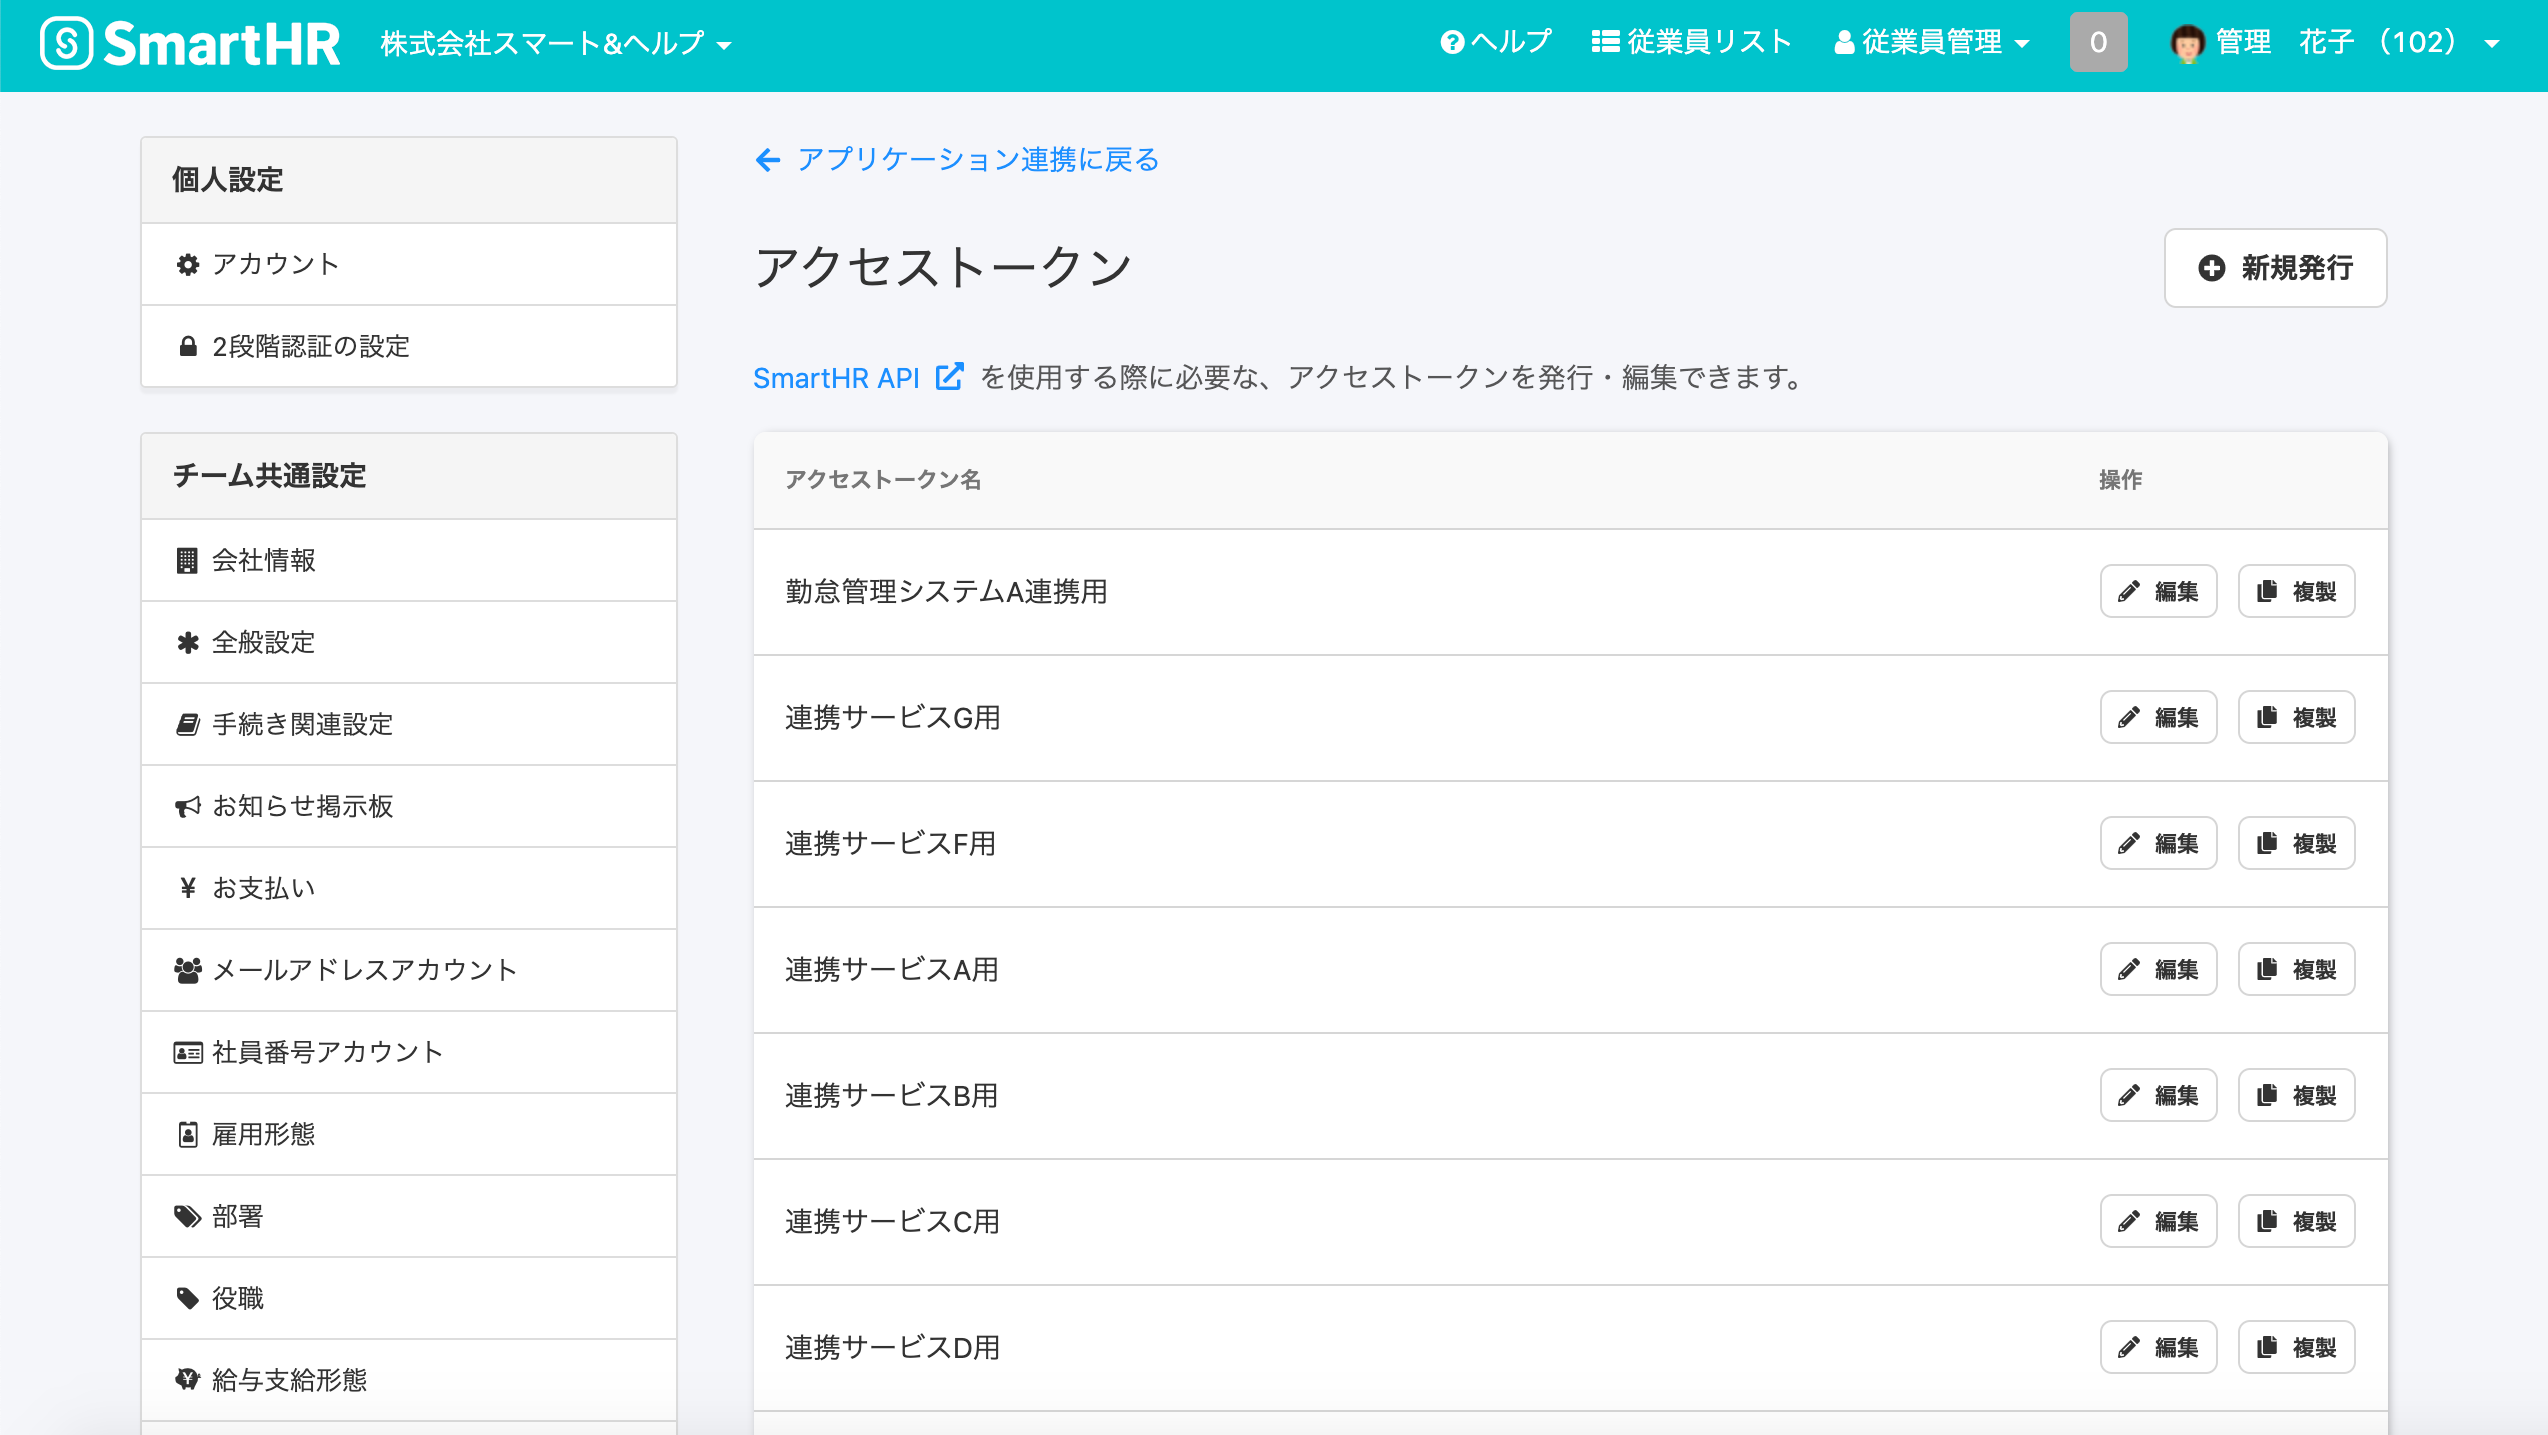 SmartHR 株式会社スマート&ヘルプ ヘルプ 従業員リスト 従業員管理 0 管理 花子 （102）
個人設定
アカウント
2段階認証の設定
チーム共通設定
会社情報
全般設定
手続き関連設定
お知らせ掲示板
¥ お支払い
メールアドレスアカウント
社員番号アカウント
雇用形態
部署
役職
給与支給形態
アプリケーション連携に戻る
アクセストークン
新規発行
SmartHR API を使用する際に必要な、アクセストークンを発行・編集できます。
アクセストークン名 操作
勤怠管理システムA連携用 編集 複製
連携サービスG用 編集 複製
連携サービスF用 編集 複製
連携サービスA用 編集 複製
連携サービスB用 編集 複製
連携サービスC用 編集 複製
連携サービスD用 編集 複製